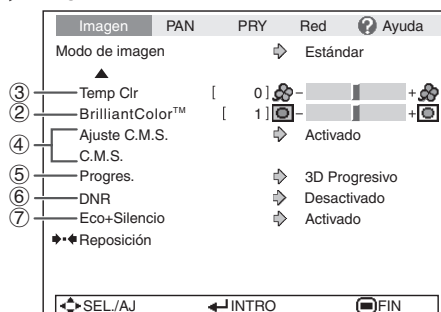 Imagen PAN PRY Red ? Ayuda
Modo de imagen Estándar
③ Temp Clr [ 0 ] - +
② BrilliantColor™ [ 1 ] - +
④ Ajuste C.M.S. Activado
C.M.S.
⑤ Progres. 3D Progresivo
⑥ DNR Desactivado
⑦ Eco+Silencio Activado
Reposición
SEL./AJ INTRO FIN